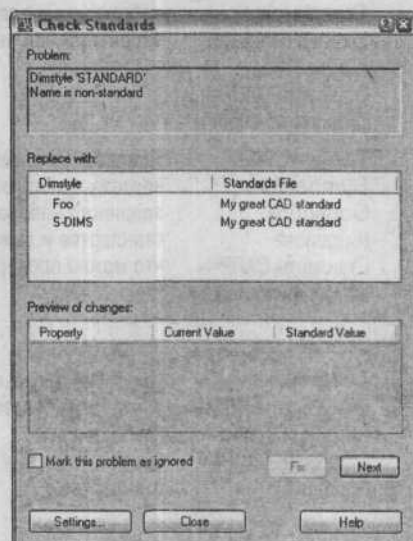 Check Standards
Problem:
Dimstyle 'STANDARD'
Name is non-standard
Replace with:
Dimstyle Standards File
Foo My great CAD standard
S-DIMS My great CAD standard
Preview of changes:
Property Current Value Standard Value
Mark this problem as ignored
Fix Next
Settings... Close Help